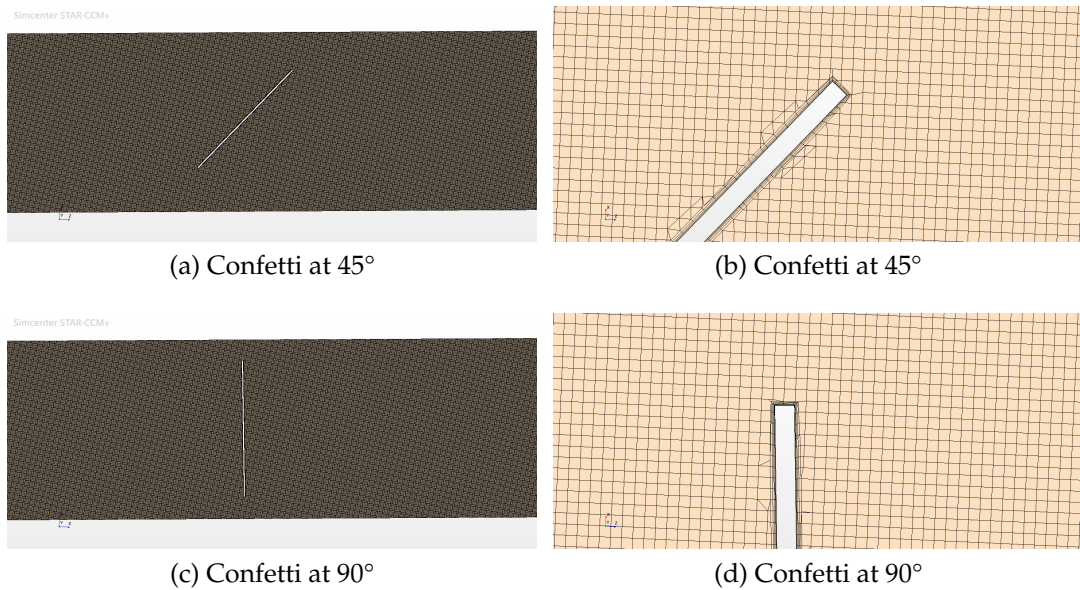 Simcenter STAR-CCM+
(a) Confetti at 45°
(b) Confetti at 45°
Simcenter STAR-CCM+
(c) Confetti at 90°
(d) Confetti at 90°